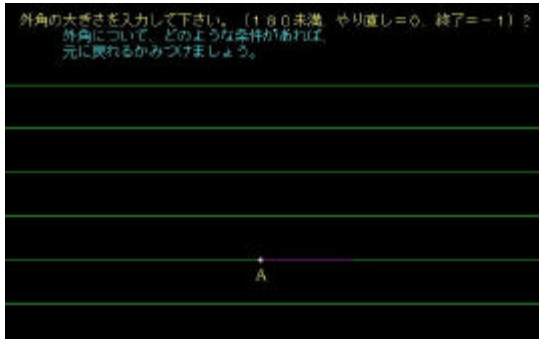 外角の大きさを入力して下さい。（１８０未満，やり直し＝０，終了＝－１）？
外角について、どのような条件があれば、
元に戻れるかみつけましょう。
A